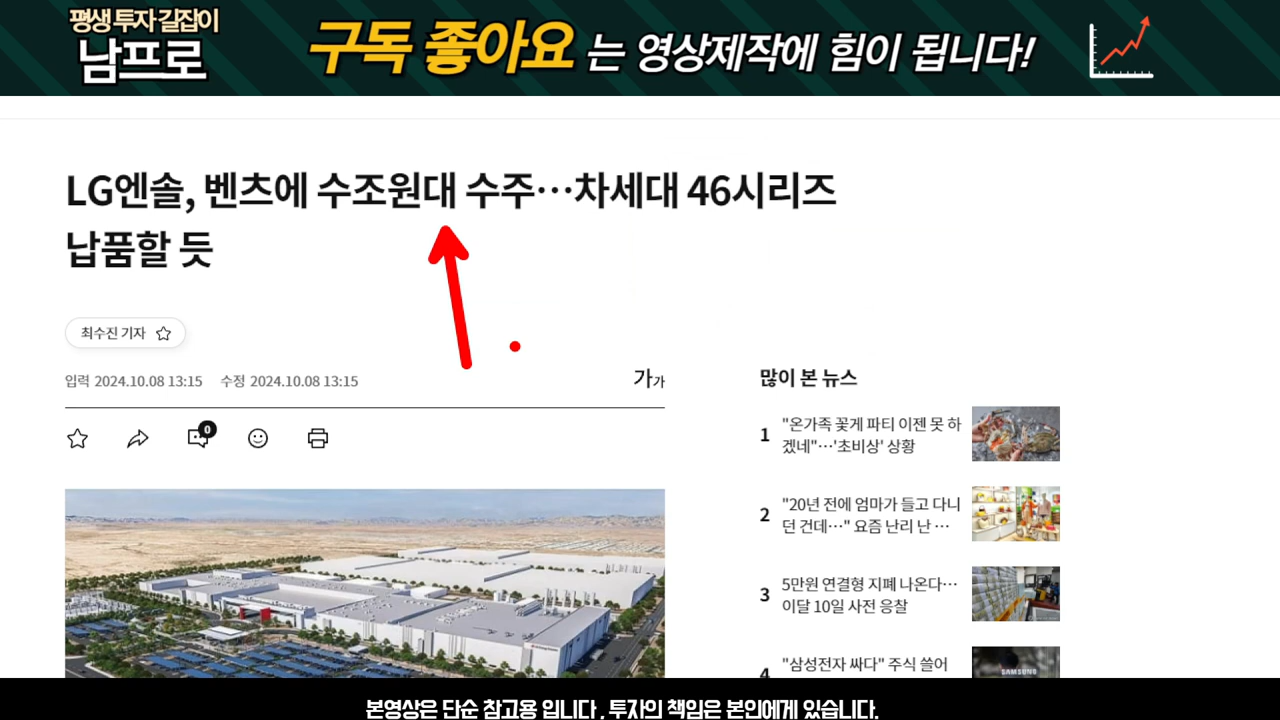 평생 투자 길잡이
남프로
구독 좋아요 는 영상제작에 힘이 됩니다!
LG엔솔, 벤츠에 수조원대 수주…차세대 46시리즈
납품할 듯
최수진 기자
입력 2024.10.08 13:15 수정 2024.10.08 13:15
가가
0
많이 본 뉴스
1 "온가족 꽃게 파티 이젠 못 하
겠네"…'초비상' 상황
2 "20년 전에 엄마가 들고 다니
던 건데…" 요즘 난리 난 …
3 5만원 연결형 지폐 나온다…
이달 10일 사전 응찰
4 "삼성전자 싸다" 주식 쓸어
SAMSUNG
본영상은 단순 참고용 입니다 , 투자의 책임은 본인에게 있습니다.